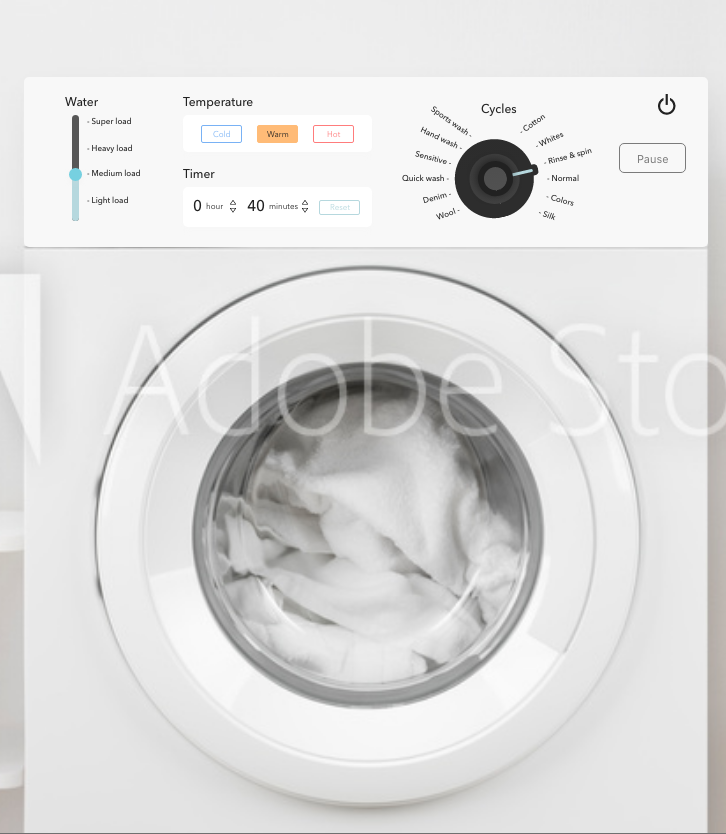 Water
- Super load
- Heavy load
- Medium load
- Light load
Temperature
Cold
Warm
Hot
Timer
0 hour
40 minutes
Reset
Cycles
Sports wash -
Hand wash -
Sensitive -
Quick wash -
Denim -
Wool -
- Cotton
- Whites
- Rinse & spin
- Normal
- Colors
- Silk
Pause
Adobe Sto